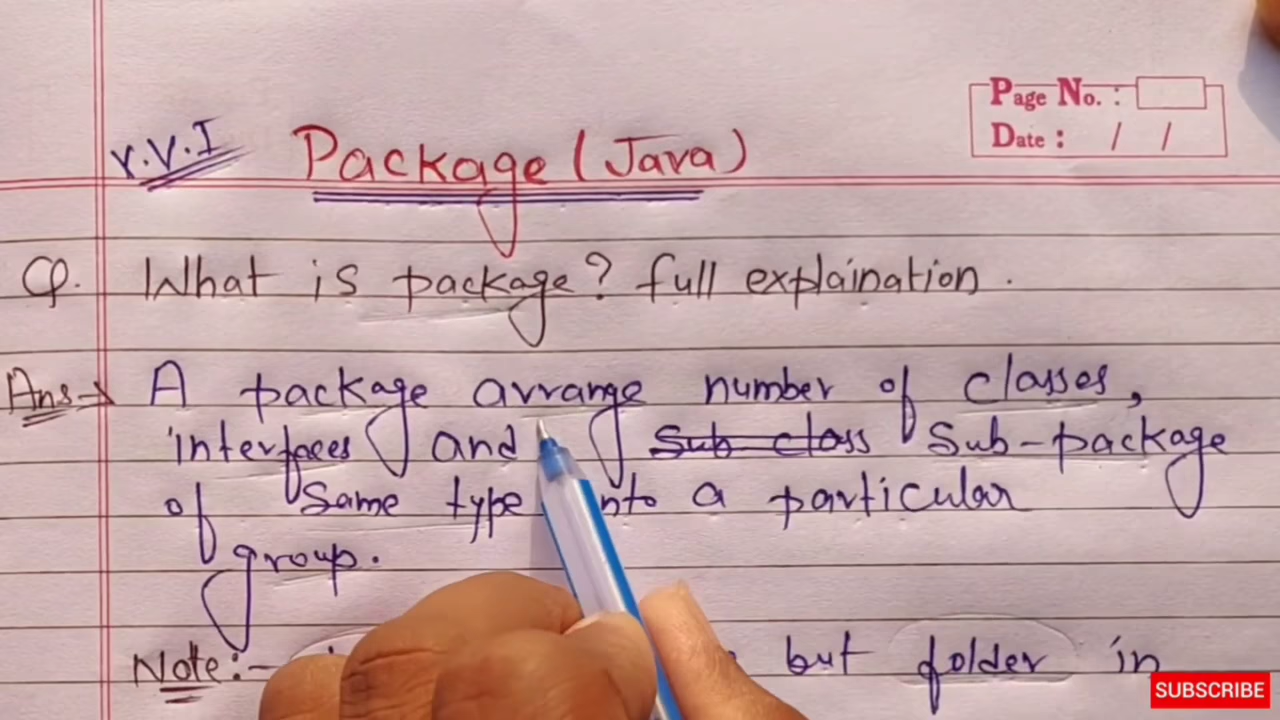 Page No. :
Date : / /
V.V.I Package (Java)
Q. What is package? full explaination.
Ans→ A package arrange number of classes,
interfaces and Sub class Sub-package
of Same type into a particular
group.
Note:- but folder in
SUBSCRIBE